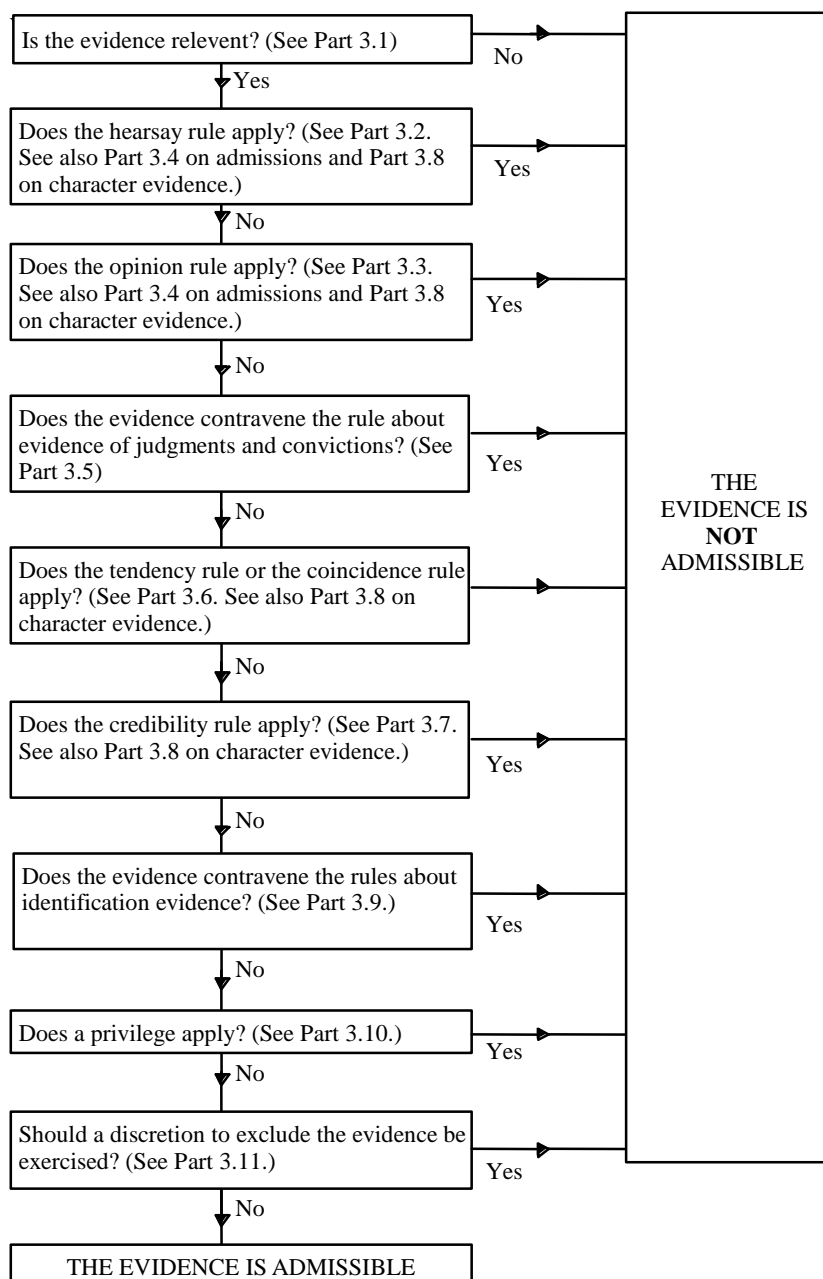 Is the evidence relevent? (See Part 3.1)
No
Yes
Does the hearsay rule apply? (See Part 3.2.
See also Part 3.4 on admissions and Part 3.8
on character evidence.)
Yes
No
Does the opinion rule apply? (See Part 3.3.
See also Part 3.4 on admissions and Part 3.8
on character evidence.)
Yes
No
Does the evidence contravene the rule about
evidence of judgments and convictions? (See
Part 3.5)
Yes
No
THE
EVIDENCE IS
NOT
ADMISSIBLE
Does the tendency rule or the coincidence rule
apply? (See Part 3.6. See also Part 3.8 on
character evidence.)
No
Does the credibility rule apply? (See Part 3.7.
See also Part 3.8 on character evidence.)
Yes
No
Does the evidence contravene the rules about
identification evidence? (See Part 3.9.)
Yes
No
Does a privilege apply? (See Part 3.10.)
Yes
No
Should a discretion to exclude the evidence be
exercised? (See Part 3.11.)
Yes
No
THE EVIDENCE IS ADMISSIBLE